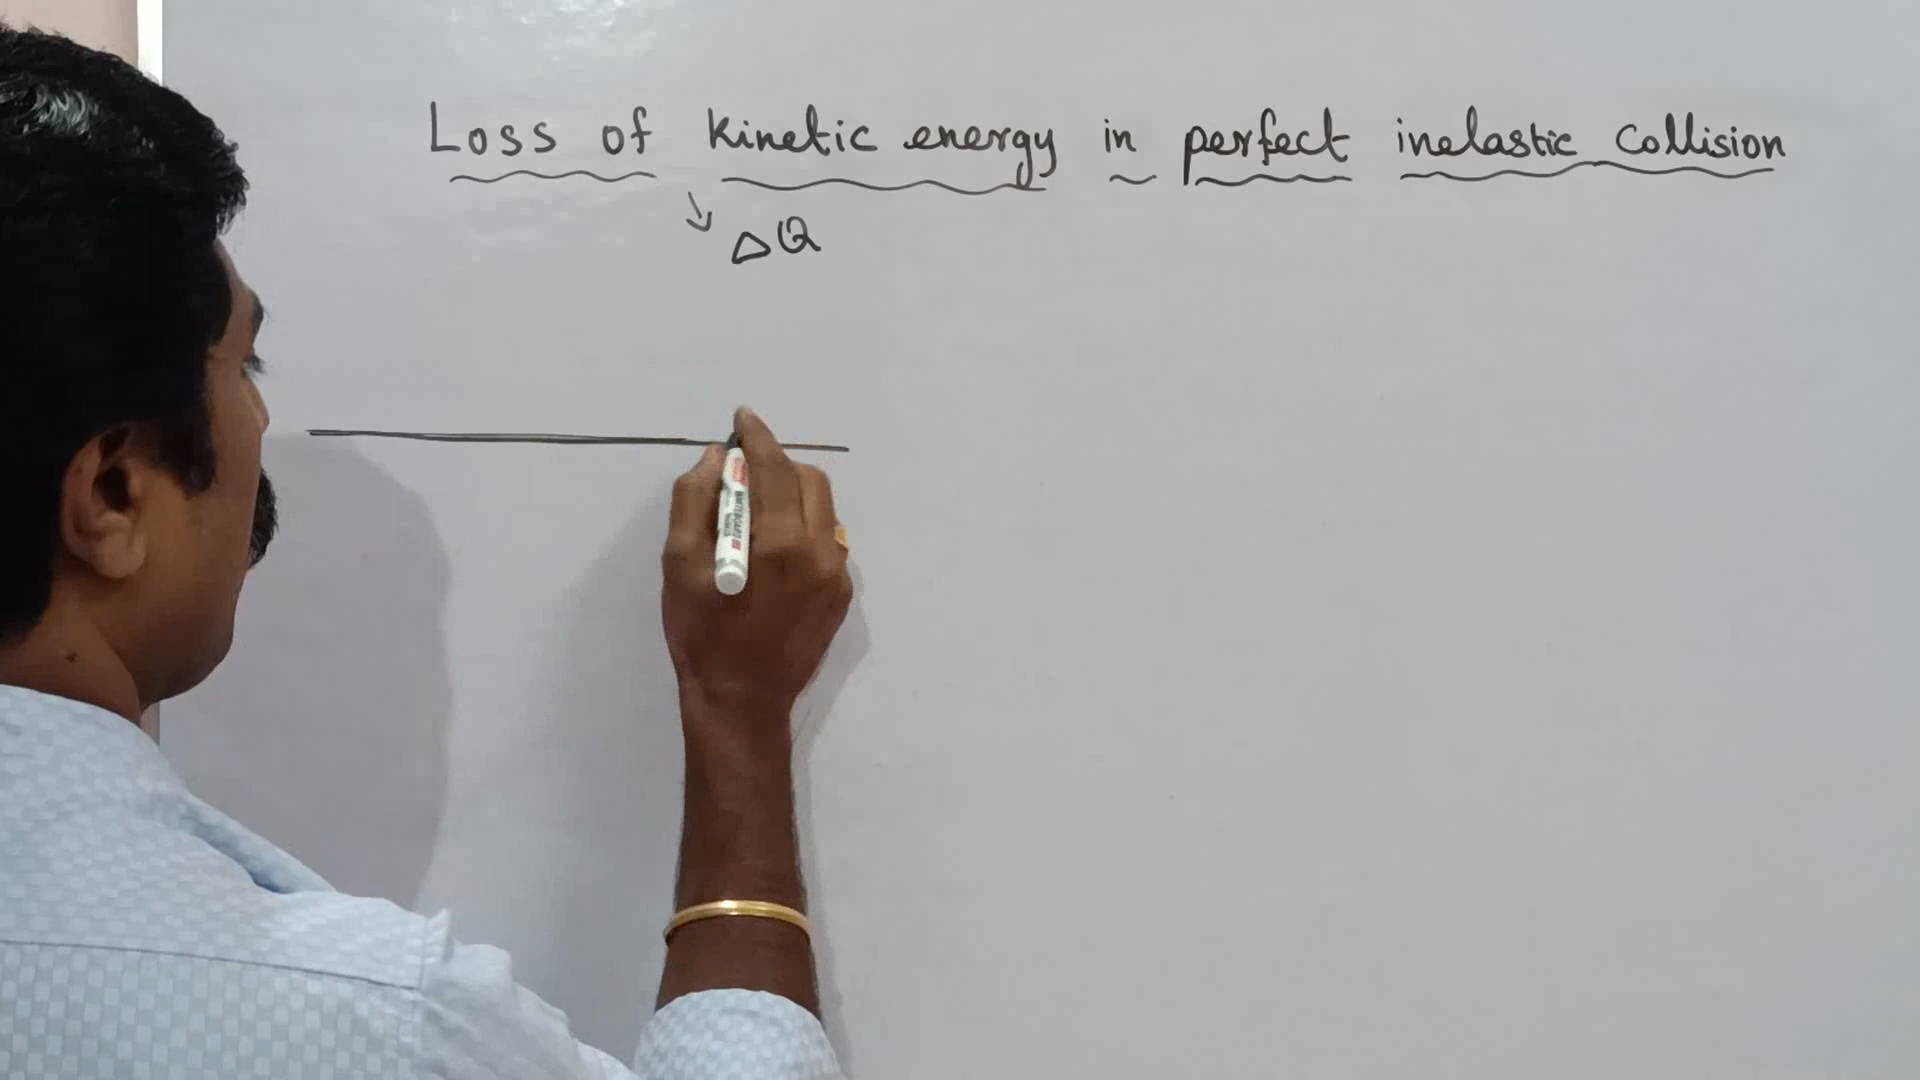 Loss of kinetic energy in perfect inelastic collision
↘ ΔQ